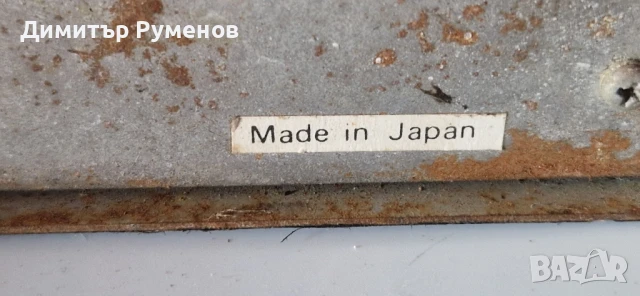 Димитър Руменов
Made in Japan
BAZAR